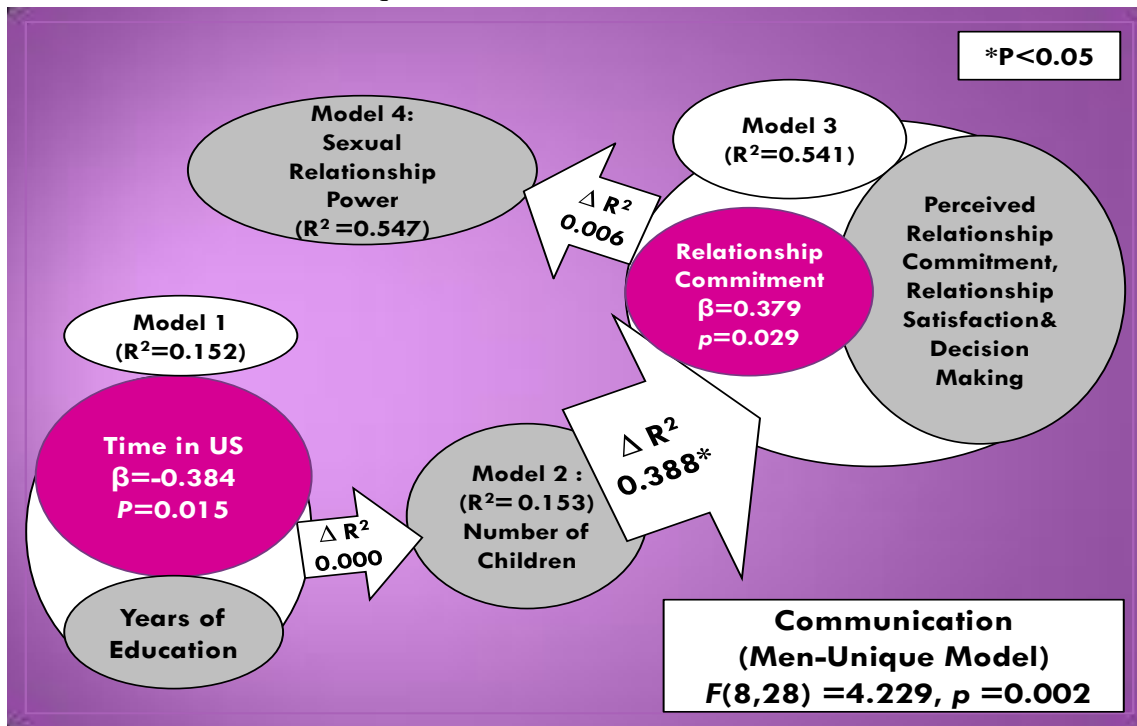 *P<0.05
Model 4:
Sexual
Relationship
Power
(R²=0.547)
Δ R²
0.006
Model 3
(R²=0.541)
Relationship
Commitment
β=0.379
p=0.029
Perceived
Relationship
Commitment,
Relationship
Satisfaction&
Decision
Making
Model 1
(R²=0.152)
Time in US
β=-0.384
P=0.015
Years of
Education
Δ R²
0.000
Model 2 :
(R²= 0.153)
Number of
Children
Δ R²
0.388*
Communication
(Men-Unique Model)
F(8,28) =4.229, p =0.002